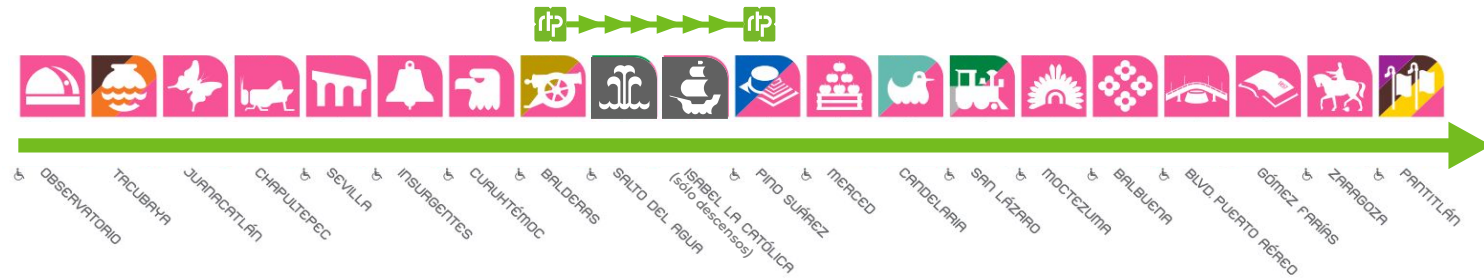 rtp rtp
OBSERVATORIO
TACUBAYA
JUANACATLÁN
CHAPULTEPEC
SEVILLA
INSURGENTES
CUAUHTÉMOC
BALDERAS
SALTO DEL AGUA
ISABEL LA CATÓLICA
(sólo descensos)
PINO SUÁREZ
MERCED
CANDELARIA
SAN LÁZARO
MOCTEZUMA
BALBUENA
BLVD PUERTO AÉREO
GÓMEZ FARÍAS
ZARAGOZA
PANTITLÁN